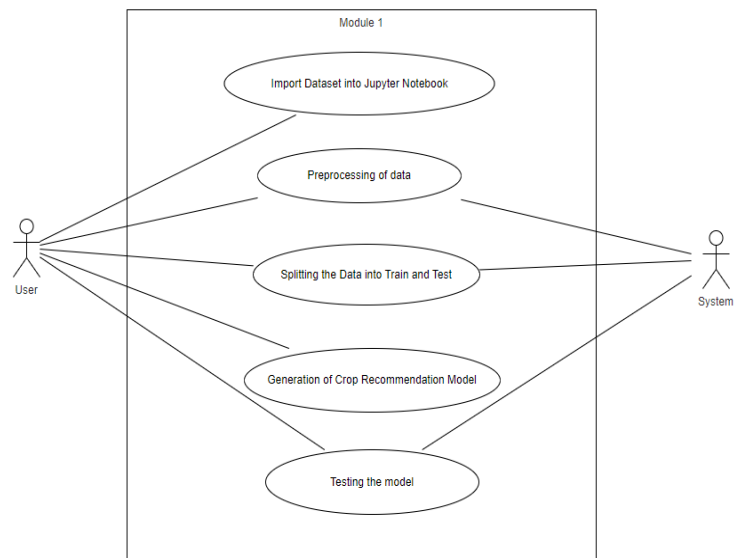 Module 1
Import Dataset into Jupyter Notebook
Preprocessing of data
Splitting the Data into Train and Test
User
System
Generation of Crop Recommendation Model
Testing the model